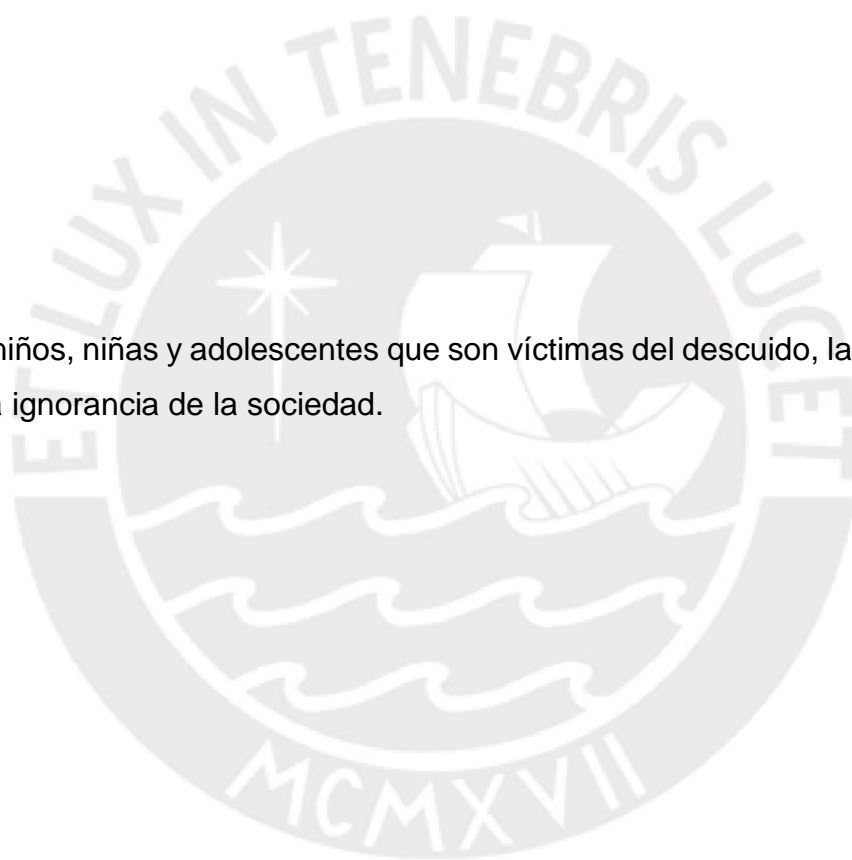 ET LUX IN TENEBRIS LUCET
niños, niñas y adolescentes que son víctimas del descuido, la
ignorancia de la sociedad.
MCMXVII